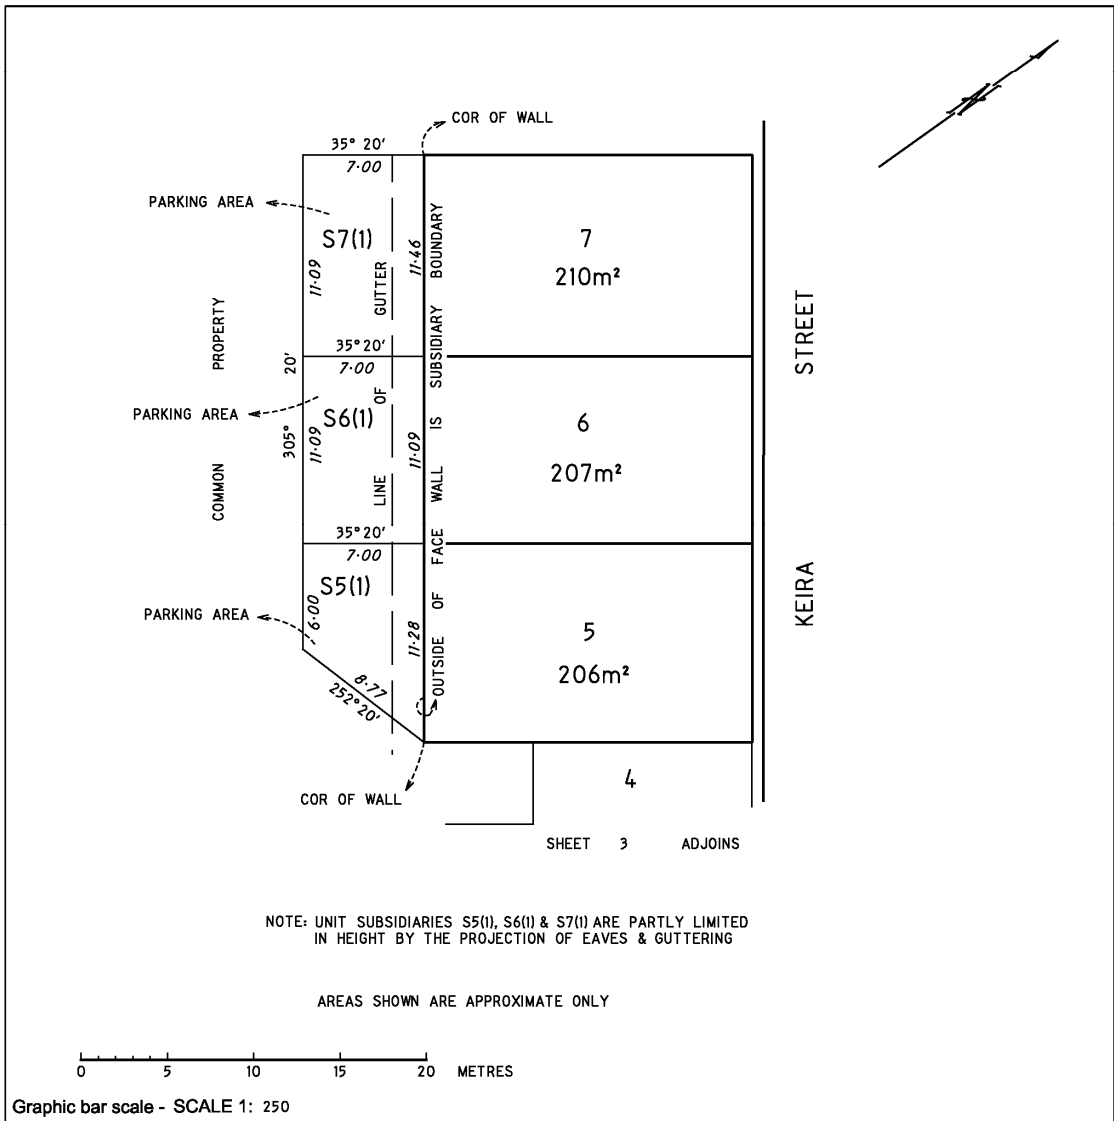 COR OF WALL
35° 20'
7·00
PARKING AREA
S7(1)
11·09
GUTTER
11·46
BOUNDARY
7
210m²
PROPERTY
STREET
35° 20'
7·00
20'
OF
SUBSIDIARY
PARKING AREA
S6(1)
305°
11·09
11·09
IS
6
207m²
COMMON
LINE
WALL
35° 20'
7·00
FACE
S5(1)
KEIRA
PARKING AREA
6·00
11·28
OF
5
206m²
OUTSIDE
8·77
252° 20'
COR OF WALL
4
SHEET 3 ADJOINS
NOTE: UNIT SUBSIDIARIES S5(1), S6(1) & S7(1) ARE PARTLY LIMITED
IN HEIGHT BY THE PROJECTION OF EAVES & GUTTERING
AREAS SHOWN ARE APPROXIMATE ONLY
0 5 10 15 20 METRES
Graphic bar scale - SCALE 1: 250